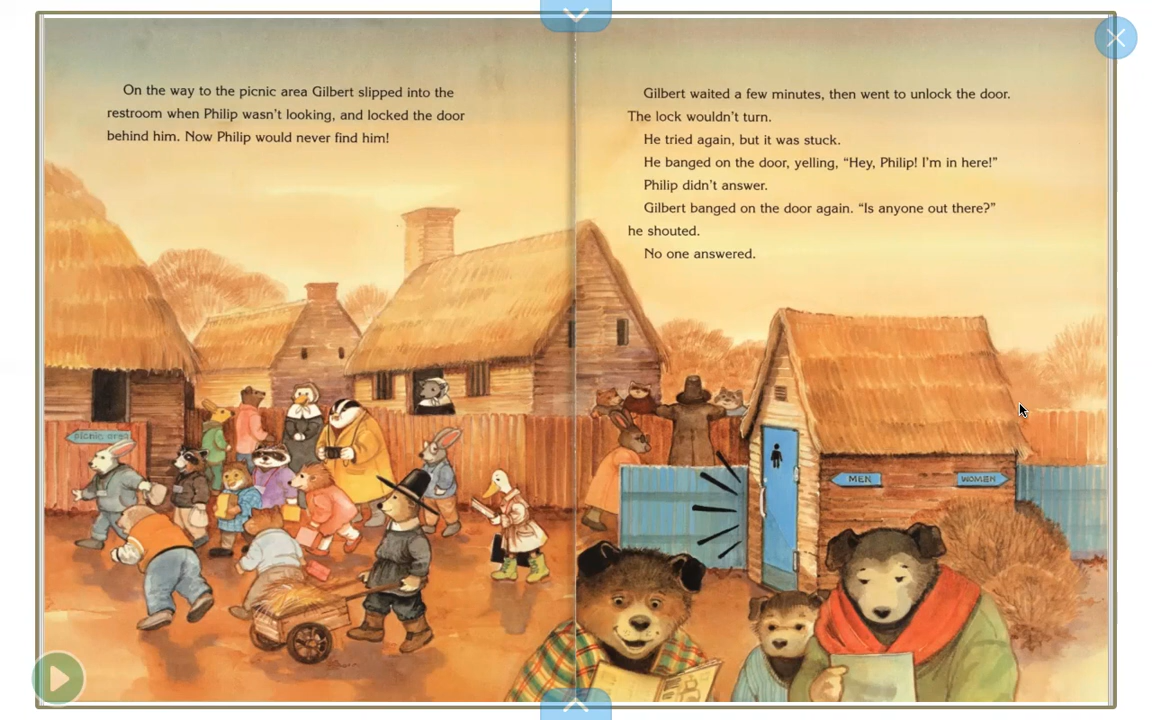 On the way to the picnic area Gilbert slipped into the
restroom when Philip wasn't looking, and locked the door
behind him. Now Philip would never find him!
picnic area
Gilbert waited a few minutes, then went to unlock the door.
The lock wouldn't turn.
He tried again, but it was stuck.
He banged on the door, yelling, “Hey, Philip! I'm in here!”
Philip didn't answer.
Gilbert banged on the door again. “Is anyone out there?”
he shouted.
No one answered.
MEN
WOMEN